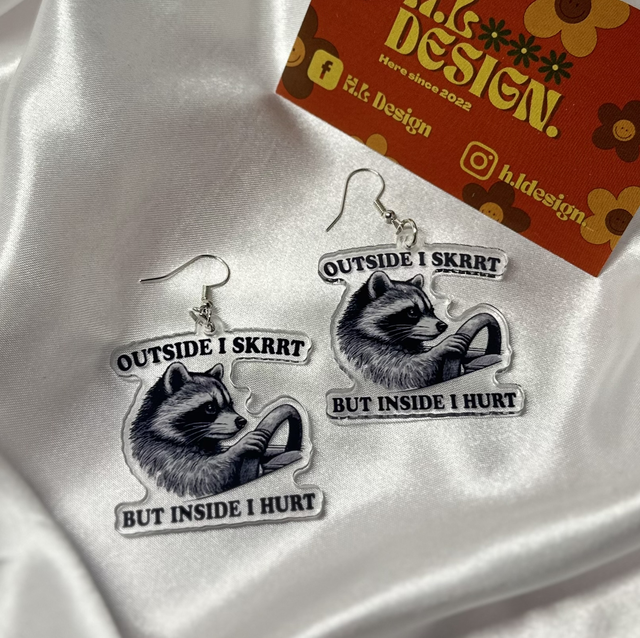 H.L
DESIGN.
Here since 2022
f H.L Design
h.ldesign.
OUTSIDE I SKRRT
BUT INSIDE I HURT
OUTSIDE I SKRRT
BUT INSIDE I HURT